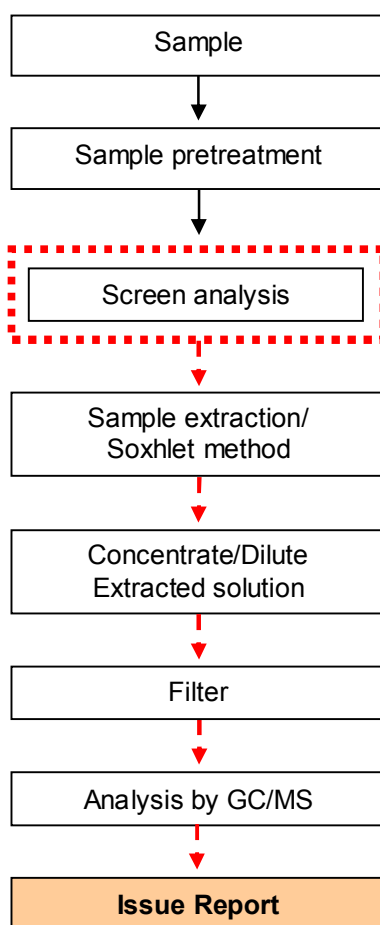 Sample
Sample pretreatment
Screen analysis
Sample extraction/
Soxhlet method
Concentrate/Dilute
Extracted solution
Filter
Analysis by GC/MS
Issue Report